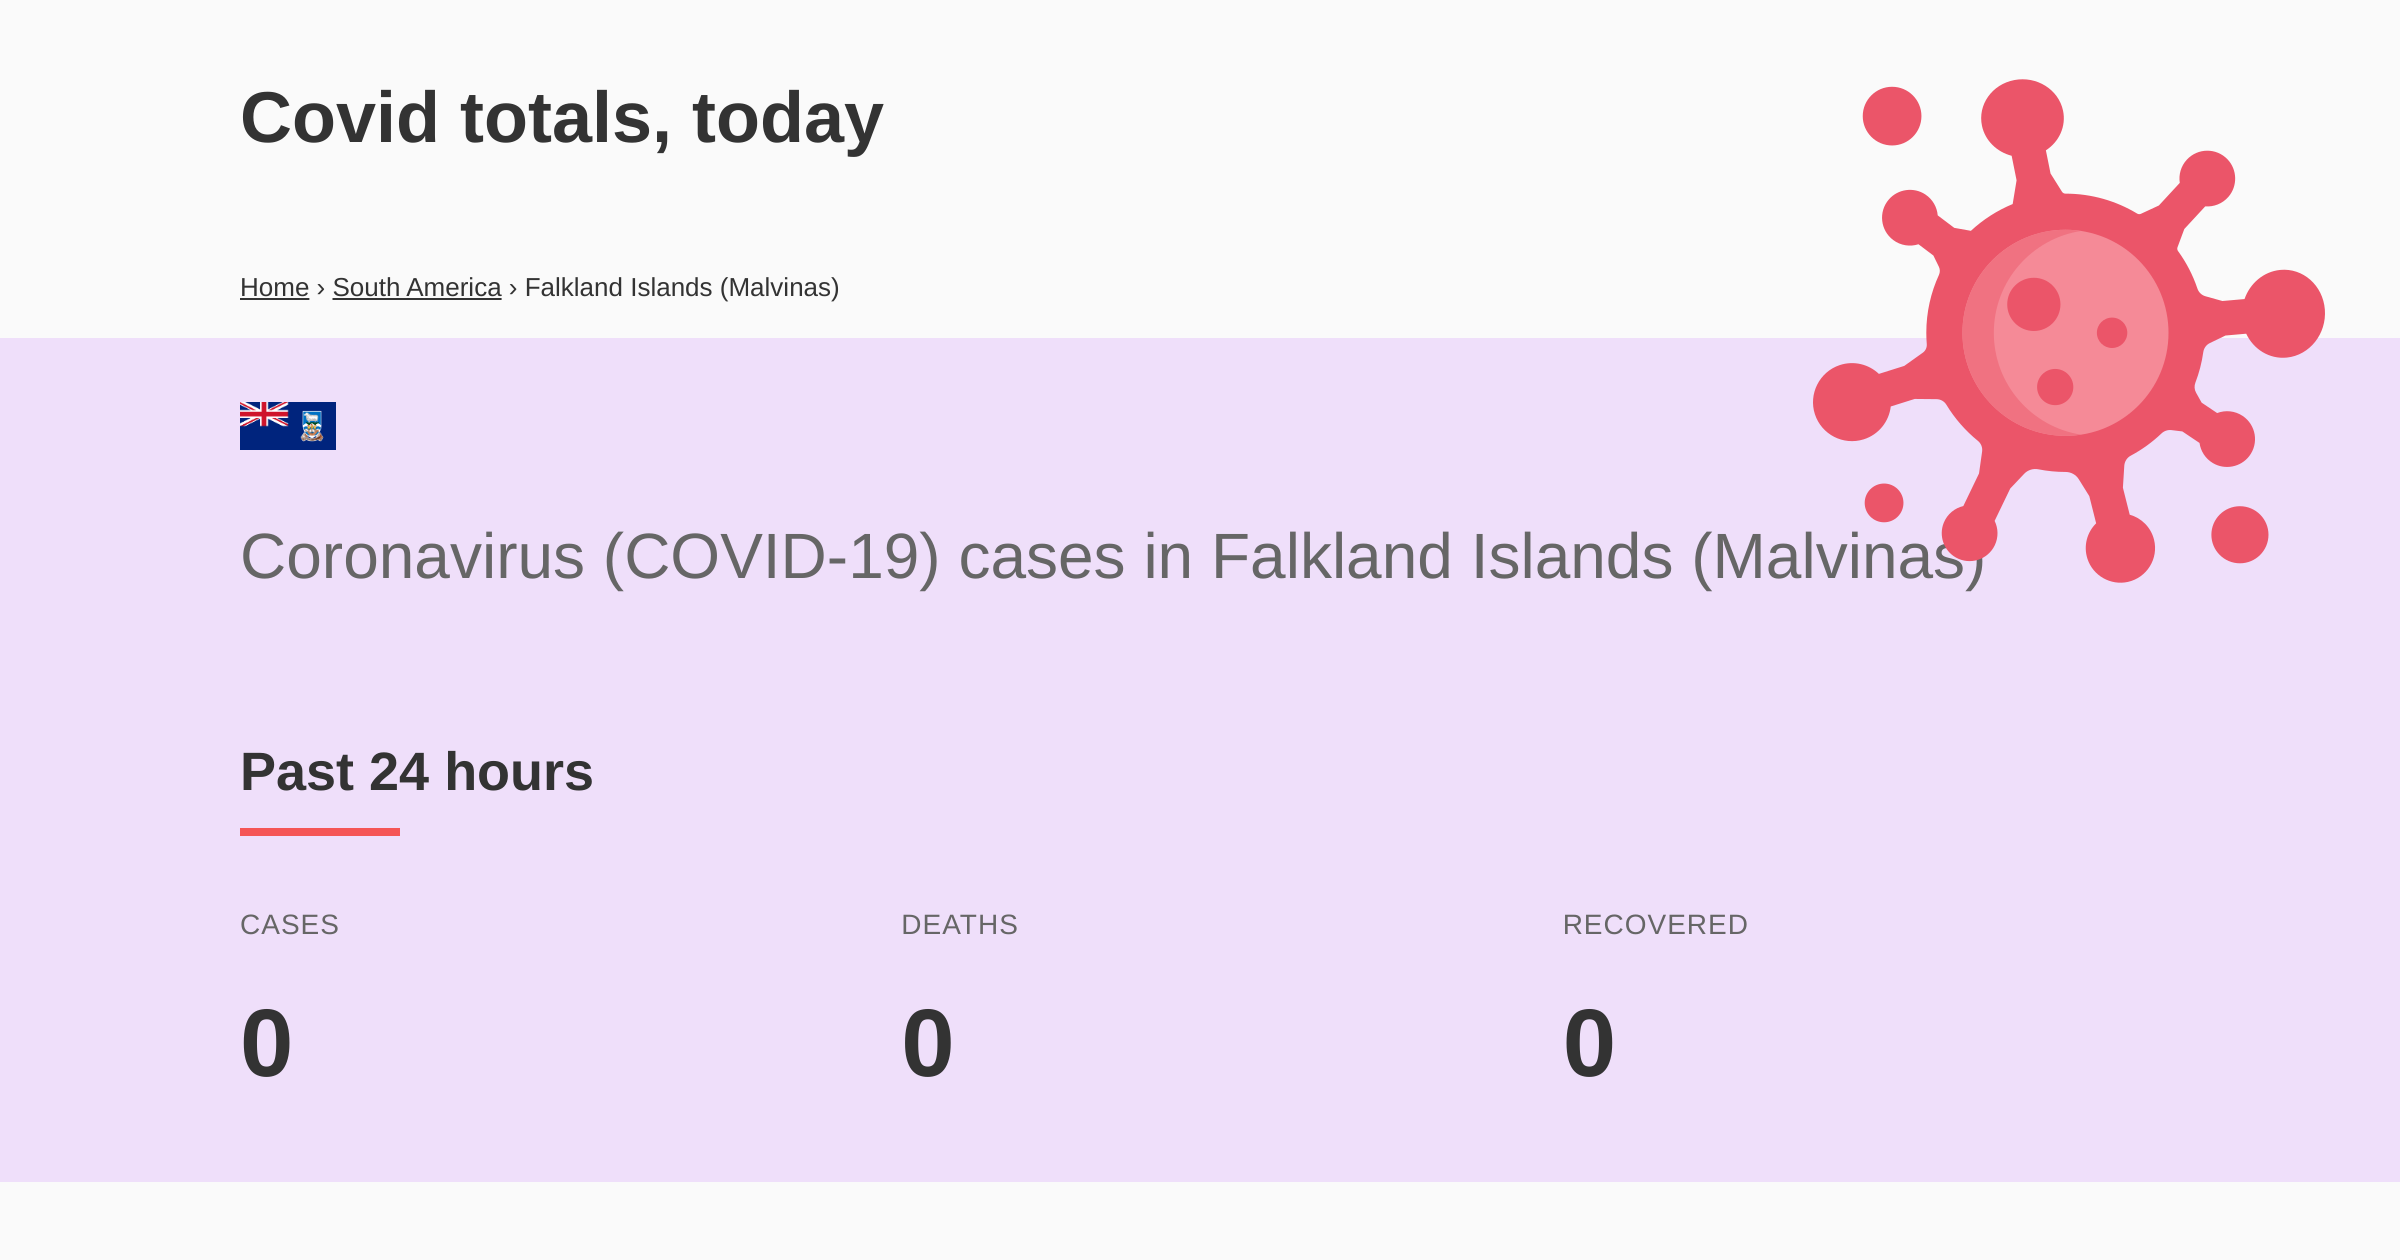 Covid totals, today
Home › South America › Falkland Islands (Malvinas)
Coronavirus (COVID-19) cases in Falkland Islands (Malvinas)
Past 24 hours
CASES DEATHS RECOVERED
0 0 0